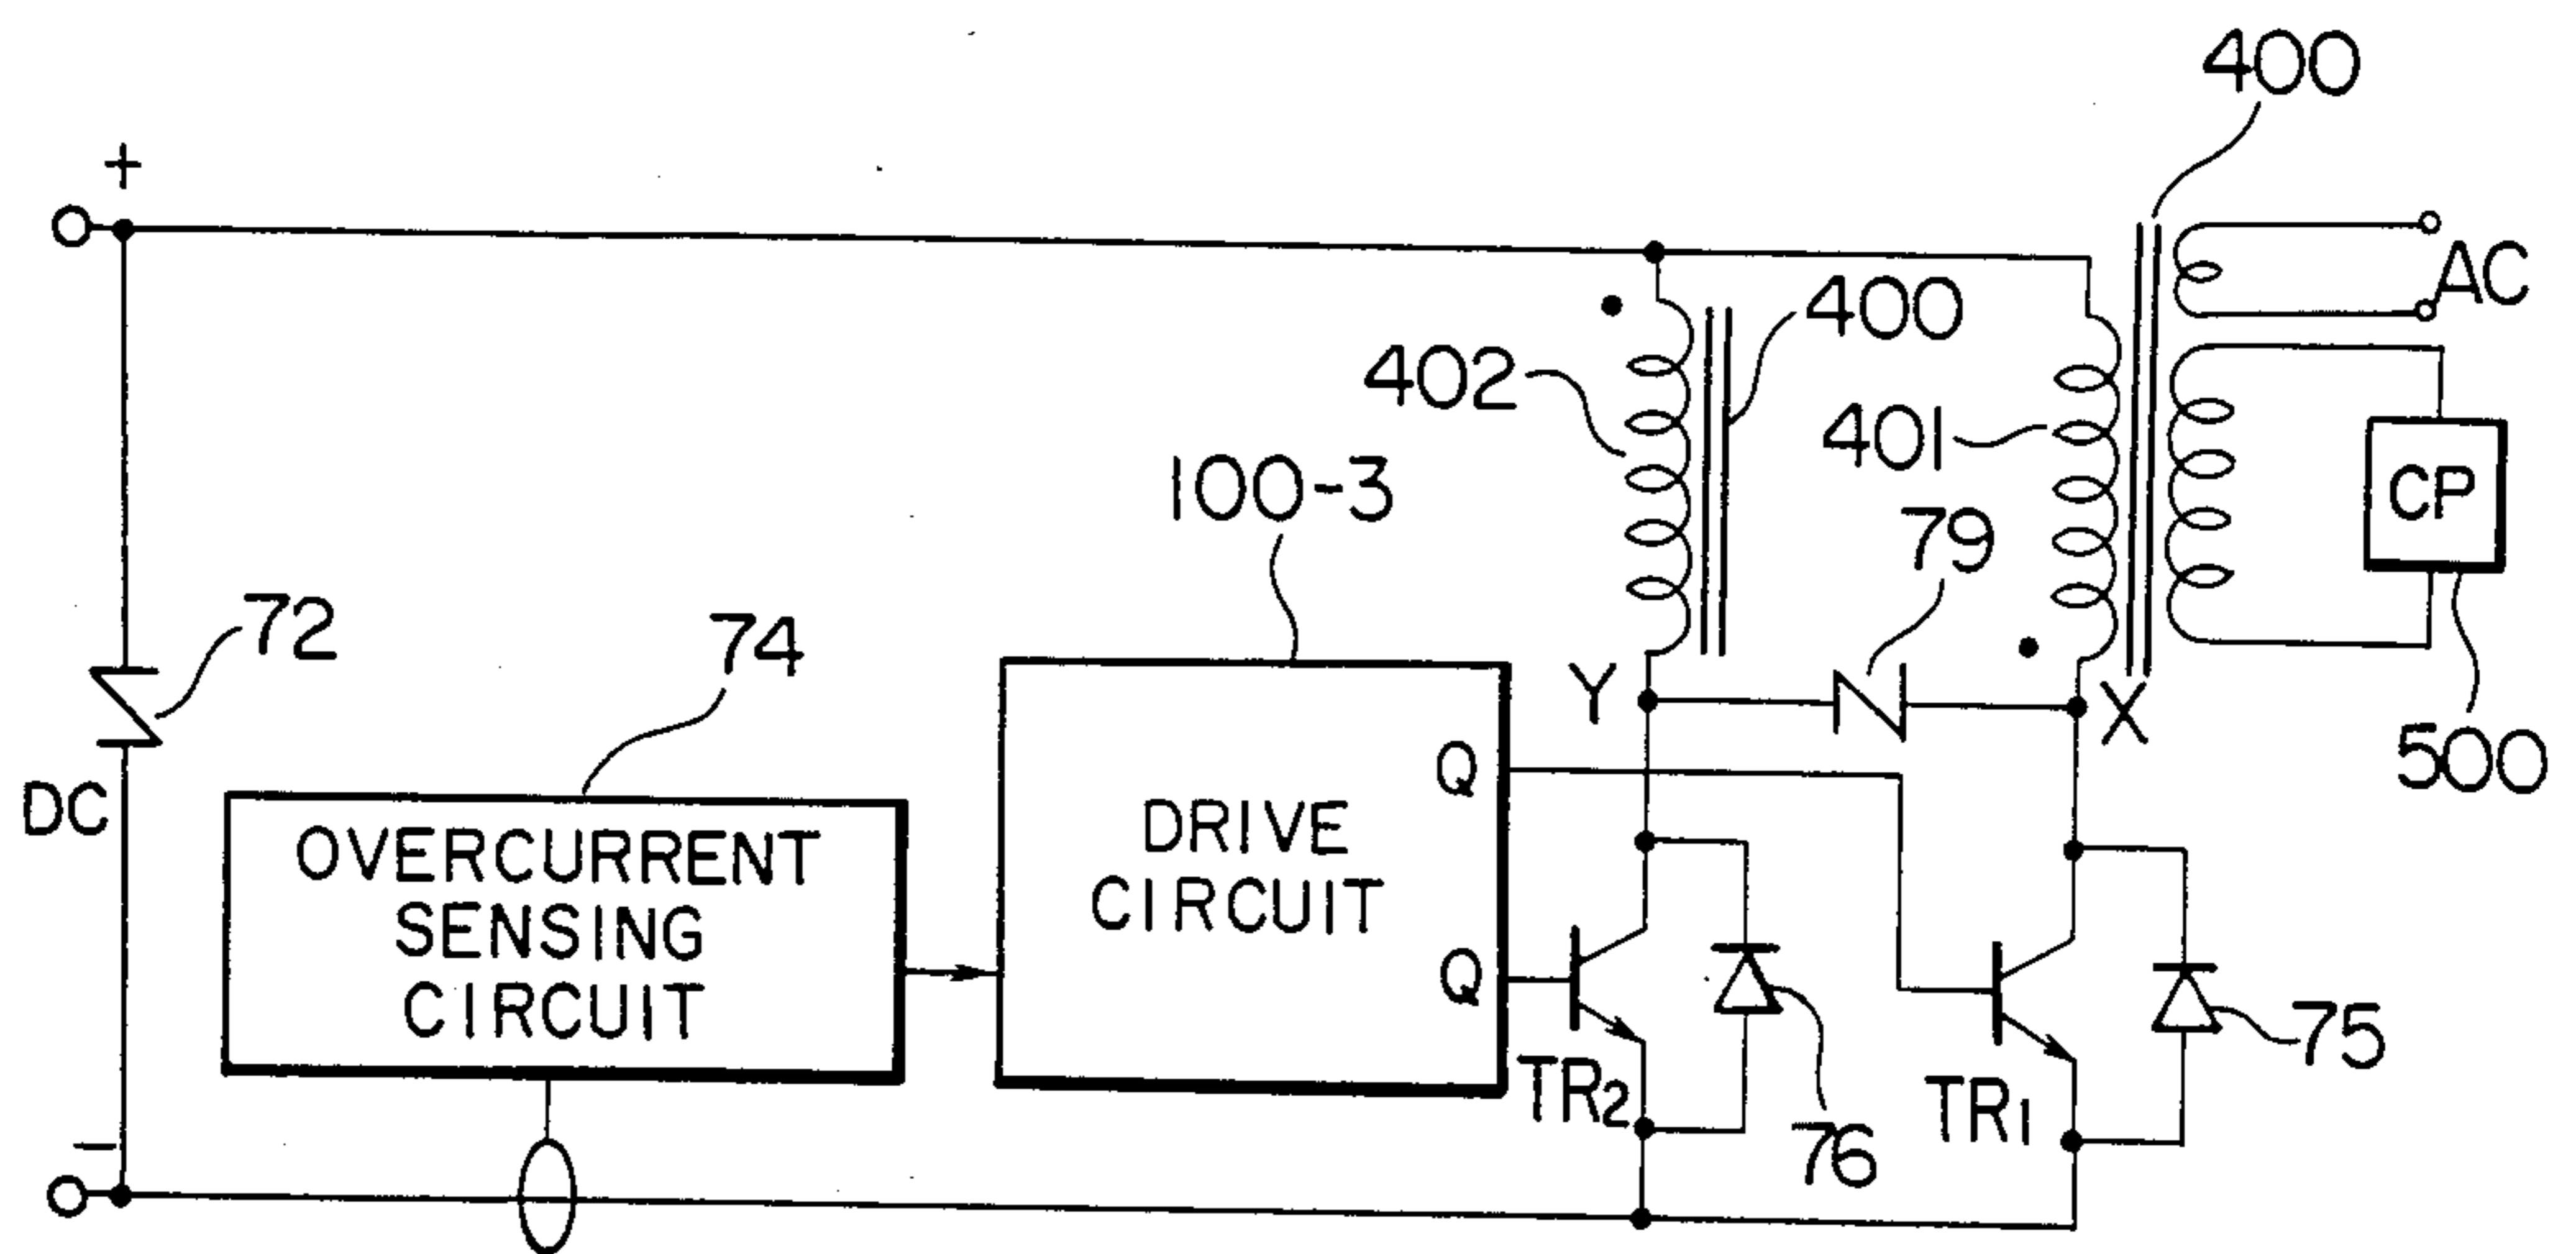 400
+
AC
400
402
401
100-3
CP
79
72
74
Y
X
500
Q
DC
OVERCURRENT
SENSING
CIRCUIT
DRIVE
CIRCUIT
Q
TR2
TR1
75
76
−